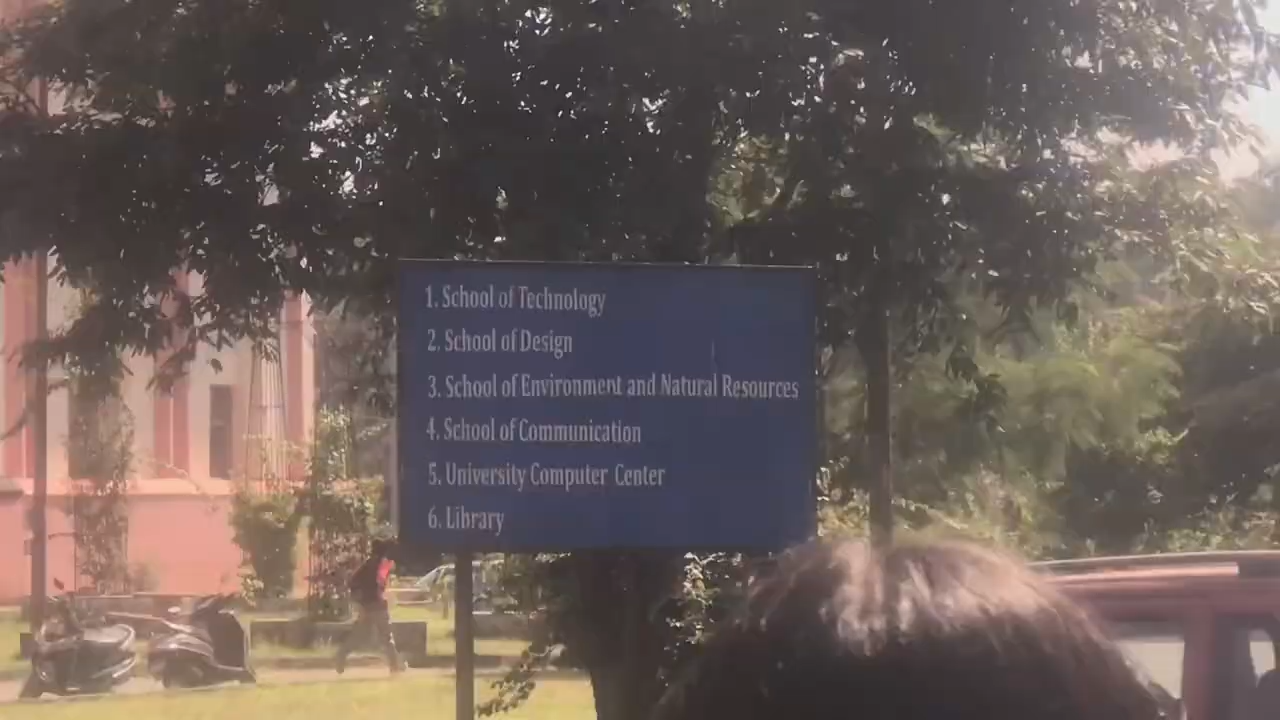 1. School of Technology
2. School of Design
3. School of Environment and Natural Resources
4. School of Communication
5. University Computer Center
6. Library